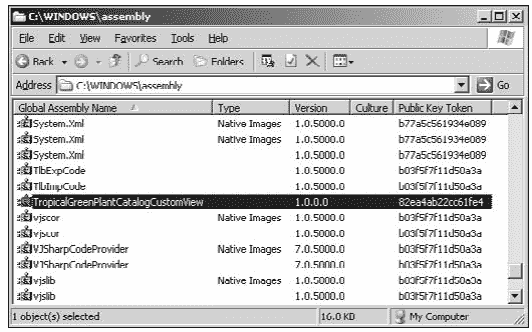 C:\WINDOWS\assembly
File Edit View Favorites Tools Help
Back Search Folders
Address C:\WINDOWS\assembly Go
Global Assembly Name Type Version Culture Public Key Token
System.Xml Native Images 1.0.5000.0 b77a5c561934e089
System.Xml Native Images 1.0.5000.0 b77a5c561934e089
System.Xml 1.0.5000.0 b77a5c561934e089
TlbExpCode 1.0.5000.0 b03f5f7f11d50a3a
TlbImpCode 1.0.5000.0 b03f5f7f11d50a3a
TropicalGreenPlantCatalogCustomView 1.0.0.0 82ea4ab22cc61fe4
vjscor Native Images 1.0.5000.0 b03f5f7f11d50a3a
vjscor 1.0.5000.0 b03f5f7f11d50a3a
VJSharpCodeProvider Native Images 7.0.5000.0 b03f5f7f11d50a3a
VJSharpCodeProvider 7.0.5000.0 b03f5f7f11d50a3a
vjslib Native Images 1.0.5000.0 b03f5f7f11d50a3a
vjslib 1.0.5000.0 b03f5f7f11d50a3a
1 object(s) selected 16.0 KB My Computer